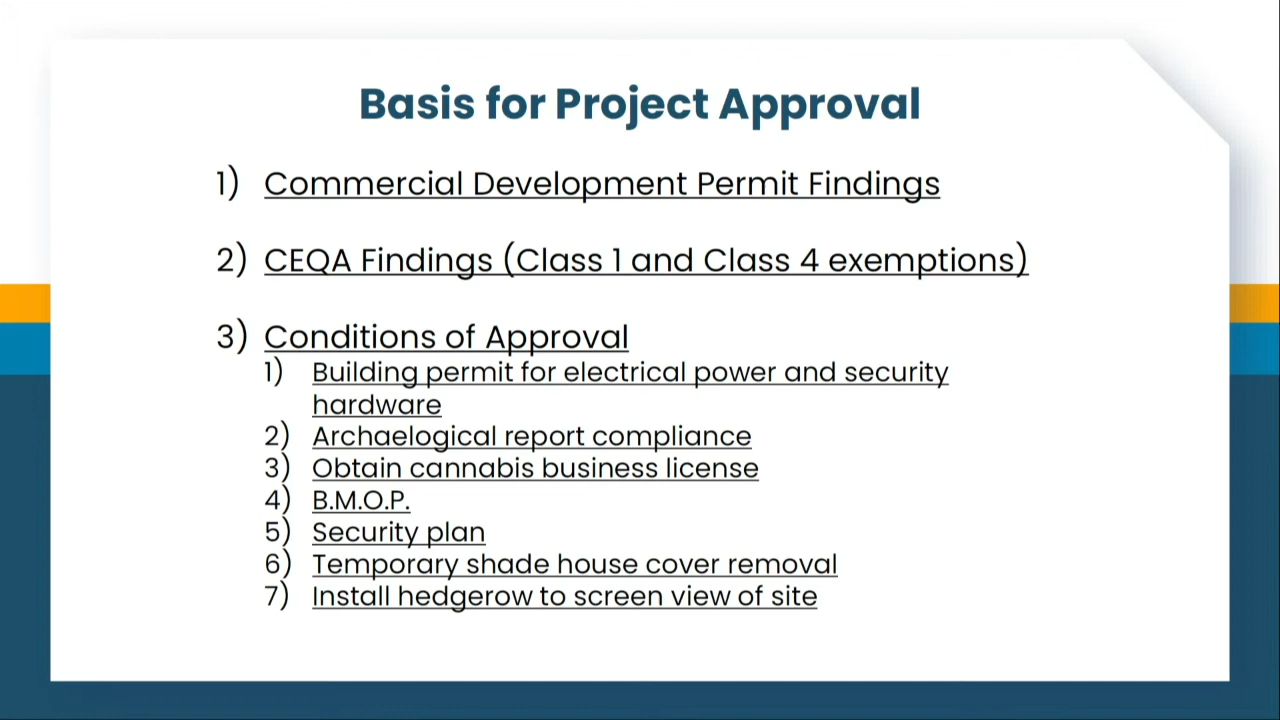 Basis for Project Approval
1) Commercial Development Permit Findings
2) CEQA Findings (Class 1 and Class 4 exemptions)
3) Conditions of Approval
1) Building permit for electrical power and security
hardware
2) Archaelogical report compliance
3) Obtain cannabis business license
4) B.M.O.P.
5) Security plan
6) Temporary shade house cover removal
7) Install hedgerow to screen view of site